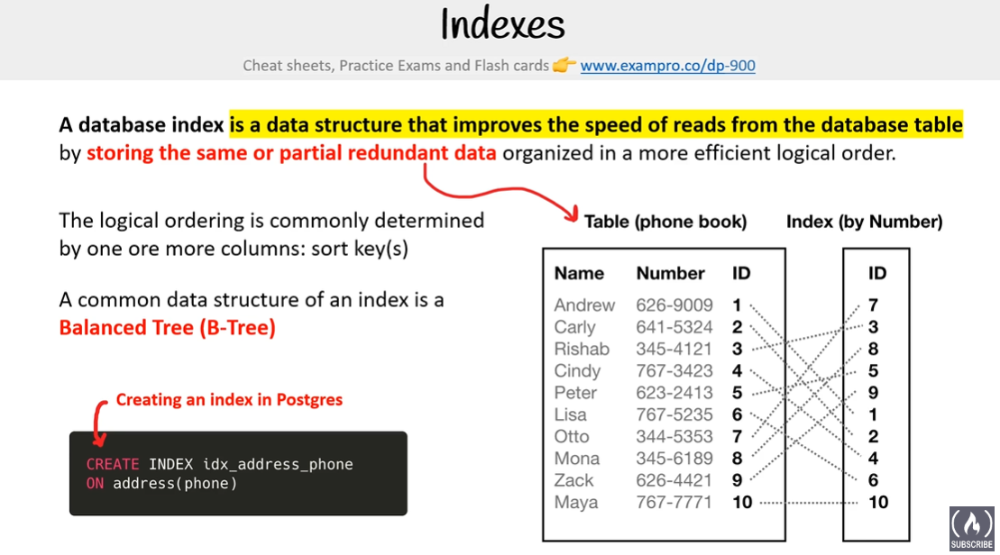 Indexes
Cheat sheets, Practice Exams and Flash cards 👉 www.exampro.co/dp-900
A database index is a data structure that improves the speed of reads from the database table
by storing the same or partial redundant data organized in a more efficient logical order.
The logical ordering is commonly determined
by one ore more columns: sort key(s)
A common data structure of an index is a
Balanced Tree (B-Tree)
Creating an index in Postgres
CREATE INDEX idx_address_phone
ON address(phone)
Table (phone book)
Name Number ID
Andrew 626-9009 1
Carly 641-5324 2
Rishab 345-4121 3
Cindy 767-3423 4
Peter 623-2413 5
Lisa 767-5235 6
Otto 344-5353 7
Mona 345-6189 8
Zack 626-4421 9
Maya 767-7771 10
Index (by Number)
ID
7
3
8
5
9
1
2
4
6
10
SUBSCRIBE